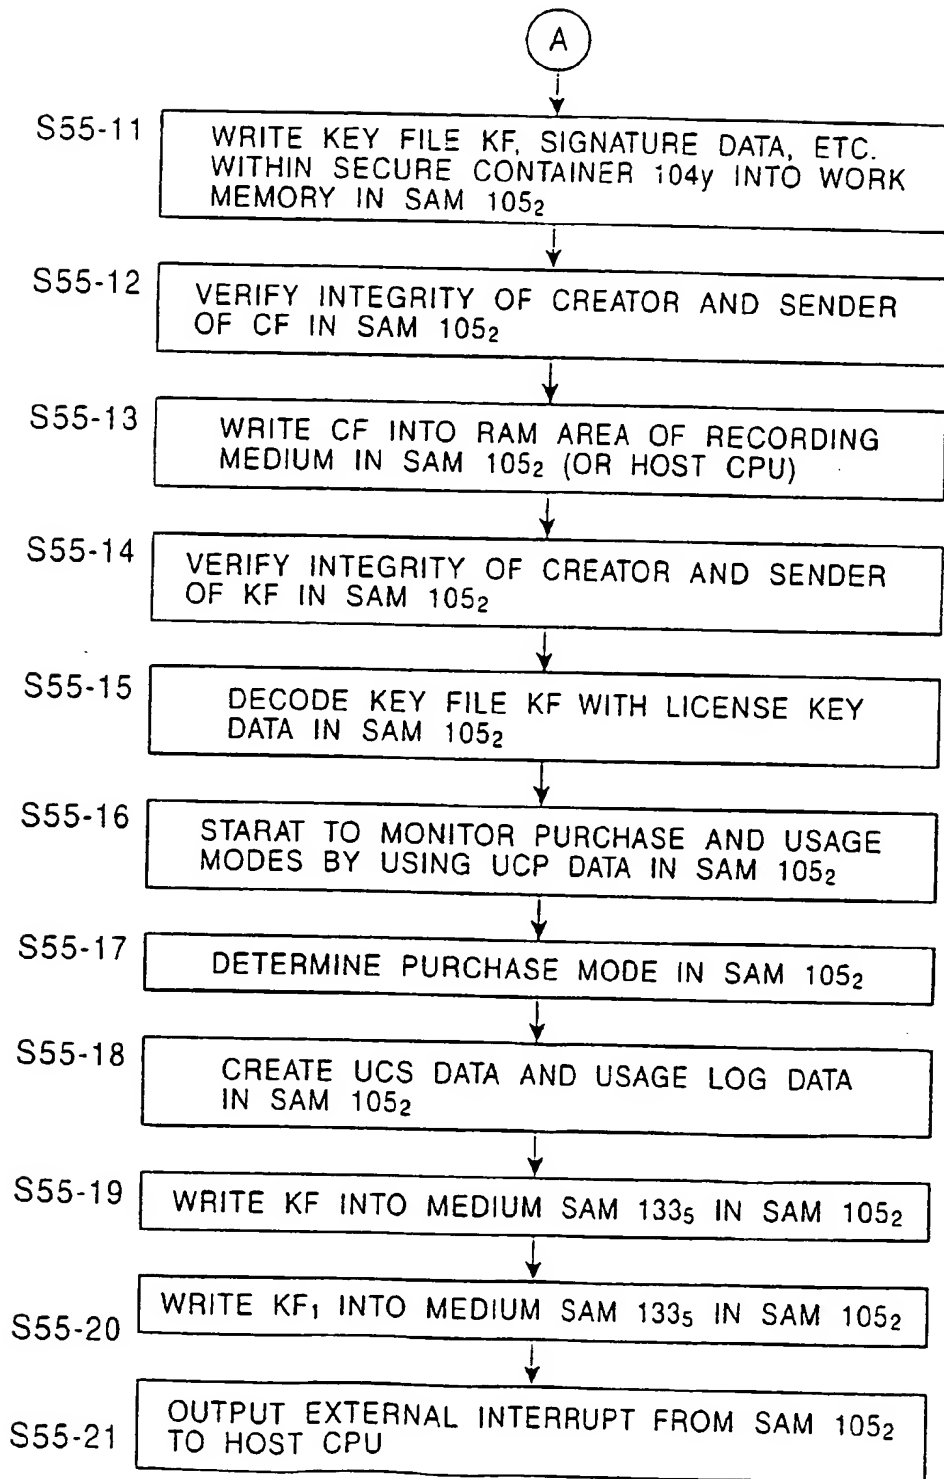 A
S55-11
WRITE KEY FILE KF, SIGNATURE DATA, ETC.
WITHIN SECURE CONTAINER 104y INTO WORK
MEMORY IN SAM 105₂
S55-12
VERIFY INTEGRITY OF CREATOR AND SENDER
OF CF IN SAM 105₂
S55-13
WRITE CF INTO RAM AREA OF RECORDING
MEDIUM IN SAM 105₂ (OR HOST CPU)
S55-14
VERIFY INTEGRITY OF CREATOR AND SENDER
OF KF IN SAM 105₂
S55-15
DECODE KEY FILE KF WITH LICENSE KEY
DATA IN SAM 105₂
S55-16
STARAT TO MONITOR PURCHASE AND USAGE
MODES BY USING UCP DATA IN SAM 105₂
S55-17
DETERMINE PURCHASE MODE IN SAM 105₂
S55-18
CREATE UCS DATA AND USAGE LOG DATA
IN SAM 105₂
S55-19
WRITE KF INTO MEDIUM SAM 133₅ IN SAM 105₂
S55-20
WRITE KF₁ INTO MEDIUM SAM 133₅ IN SAM 105₂
S55-21
OUTPUT EXTERNAL INTERRUPT FROM SAM 105₂
TO HOST CPU